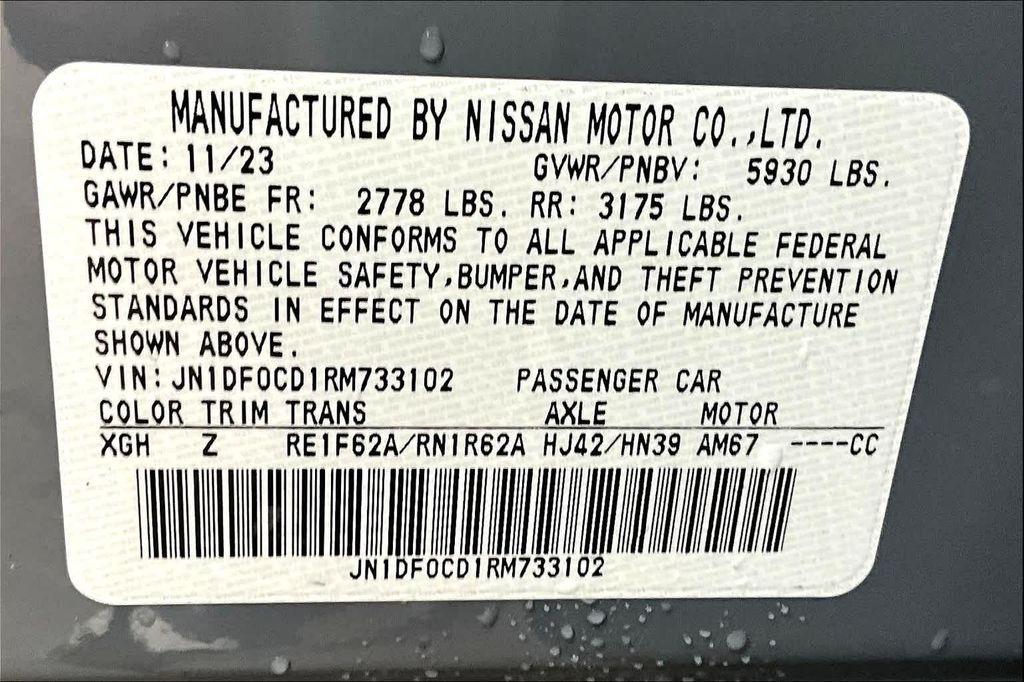 MANUFACTURED BY NISSAN MOTOR CO.,LTD.
DATE: 11/23 GVWR/PNBV: 5930 LBS.
GAWR/PNBE FR: 2778 LBS. RR: 3175 LBS.
THIS VEHICLE CONFORMS TO ALL APPLICABLE FEDERAL
MOTOR VEHICLE SAFETY,BUMPER,AND THEFT PREVENTION
STANDARDS IN EFFECT ON THE DATE OF MANUFACTURE
SHOWN ABOVE.
VIN: JN1DF0CD1RM733102 PASSENGER CAR
COLOR TRIM TRANS AXLE MOTOR
XGH Z RE1F62A/RN1R62A HJ42/HN39 AM67 ----CC
JN1DF0CD1RM733102